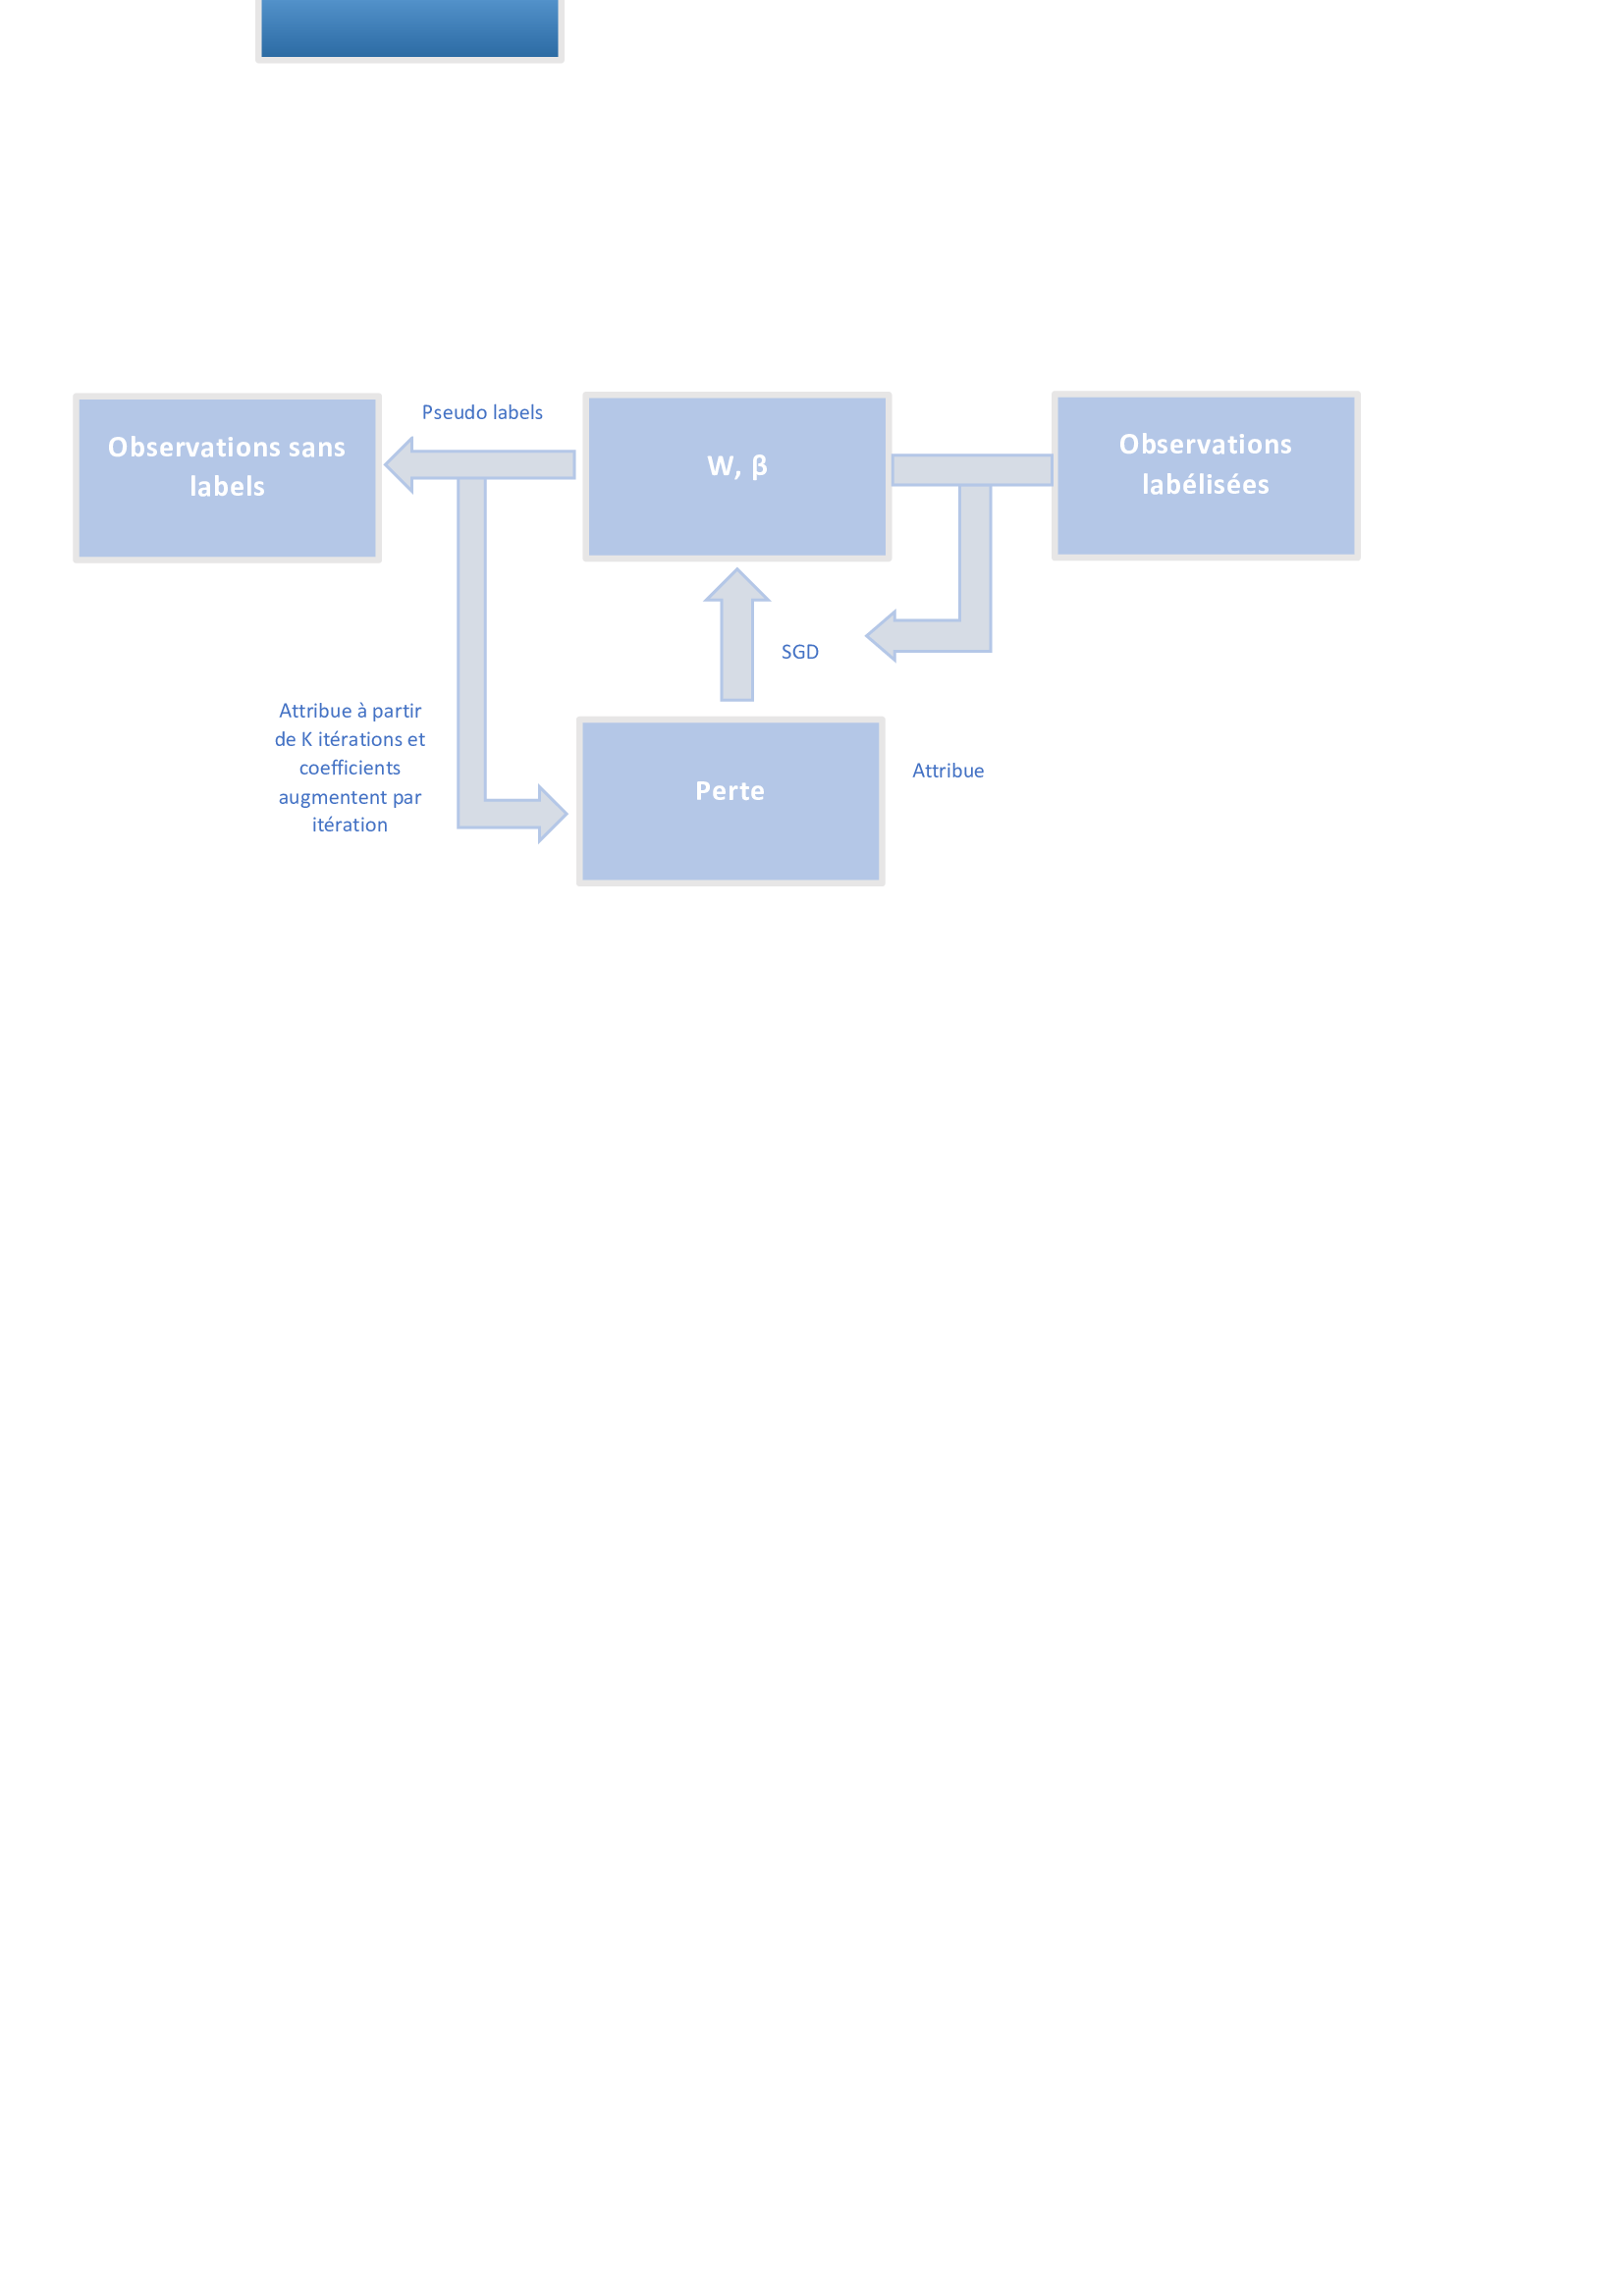 Pseudo labels
Observations sans
labels
W, β
Observations
labélisées
SGD
Attribue à partir
de K itérations et
coefficients
augmentent par
itération
Perte
Attribue